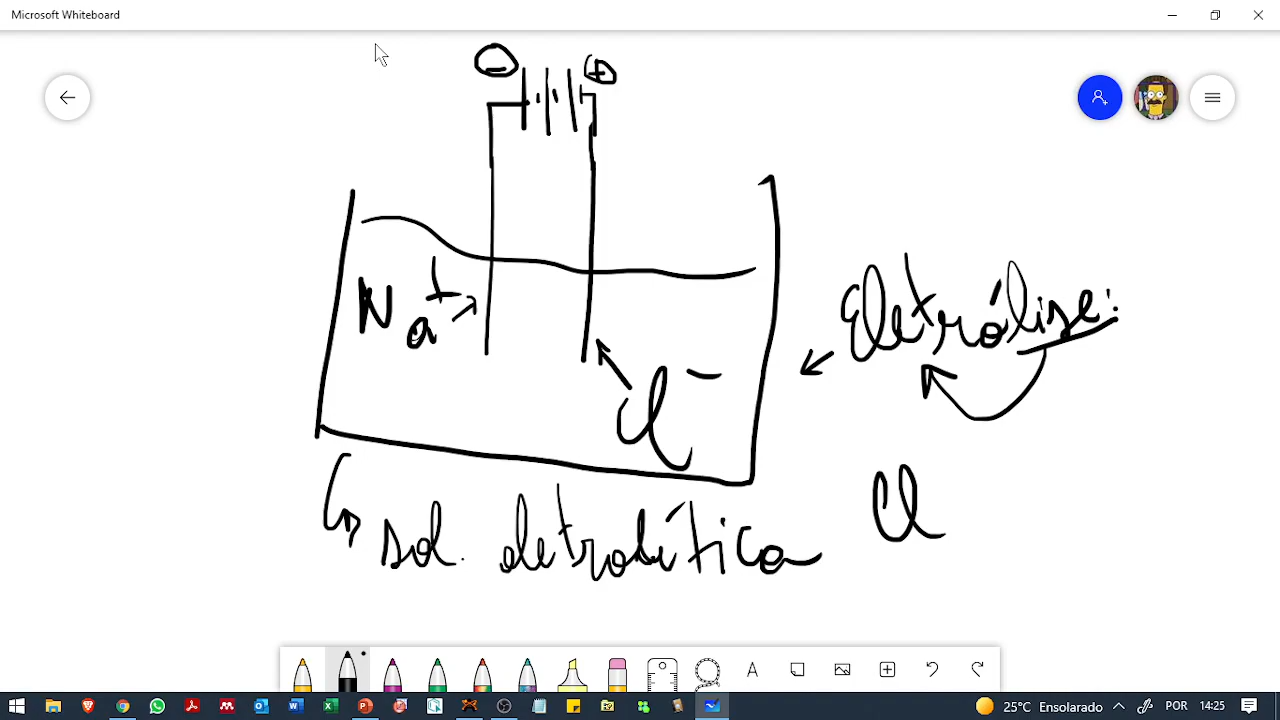 Microsoft Whiteboard
− +
Na+
Eletrólise:
Cl−
Cl
sol. eletrolítica
A
25°C Ensolarado POR 14:25